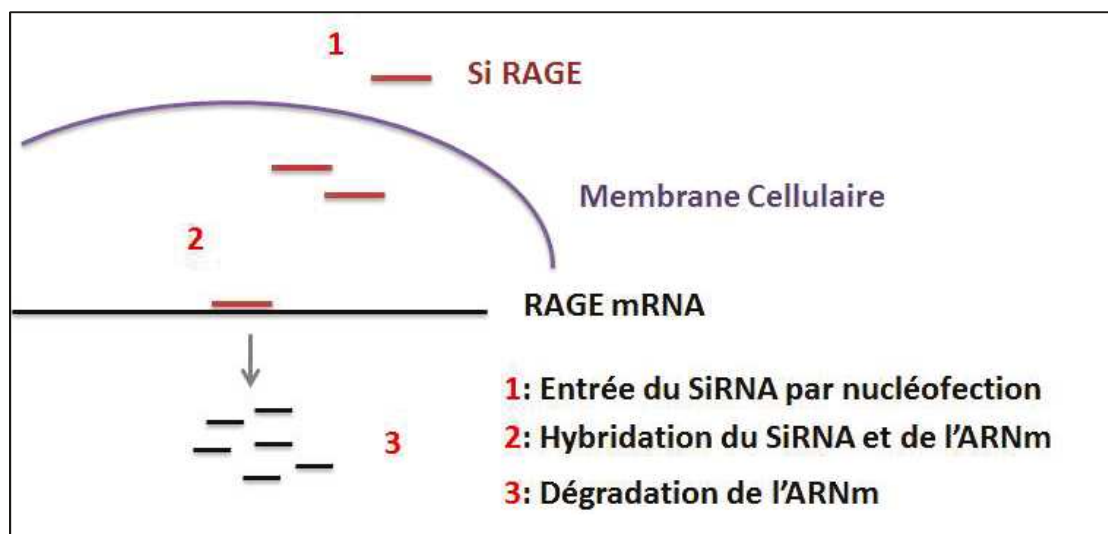 1
Si RAGE
Membrane Cellulaire
2
RAGE mRNA
1: Entrée du SiRNA par nucléofection
2: Hybridation du SiRNA et de l'ARNm
3
3: Dégradation de l'ARNm